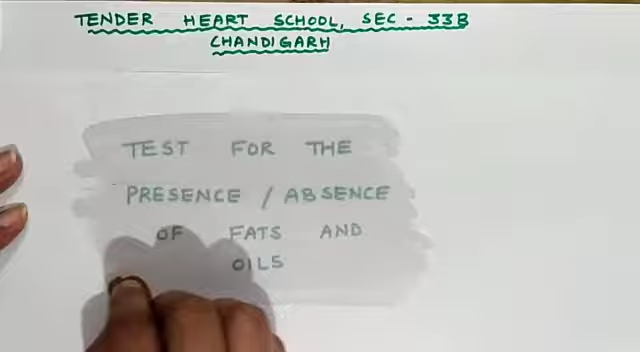 TENDER HEART SCHOOL, SEC - 33B
CHANDIGARH
TEST FOR THE
PRESENCE / ABSENCE
OF FATS AND
OILS